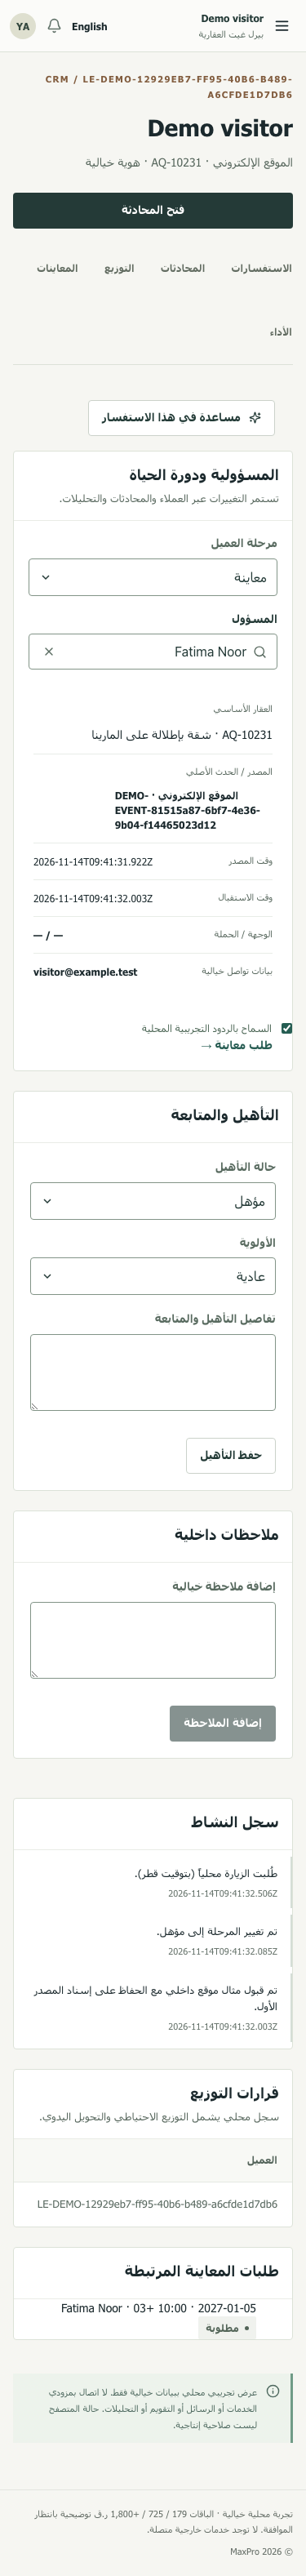 Demo visitor
بيرل غيت العقارية
English
YA
CRM / LE-DEMO-12929EB7-FF95-40B6-B489-
A6CFDE1D7DB6
Demo visitor
الموقع الإلكتروني · AQ-10231 · هوية خيالية
فتح المحادثة
الاستفسارات
المحادثات
التوزيع
المعاينات
الأداء
مساعدة في هذا الاستفسار
المسؤولية ودورة الحياة
تستمر التغييرات عبر العملاء والمحادثات والتحليلات.
مرحلة العميل
معاينة
المسؤول
Fatima Noor
العقار الأساسي
AQ-10231 · شقة بإطلالة على المارينا
المصدر / الحدث الأصلي
الموقع الإلكتروني · DEMO-
EVENT-81515a87-6bf7-4e36-
9b04-f14465023d12
وقت المصدر
2026-11-14T09:41:31.922Z
وقت الاستقبال
2026-11-14T09:41:32.003Z
الوجهة / الحملة
— / —
بيانات تواصل خيالية
visitor@example.test
السماح بالردود التجريبية المحلية
طلب معاينة →
التأهيل والمتابعة
حالة التأهيل
مؤهل
الأولوية
عادية
تفاصيل التأهيل والمتابعة
حفظ التأهيل
ملاحظات داخلية
إضافة ملاحظة خيالية
إضافة الملاحظة
سجل النشاط
طُلبت الزيارة محلياً (بتوقيت قطر).
2026-11-14T09:41:32.506Z
تم تغيير المرحلة إلى مؤهل.
2026-11-14T09:41:32.085Z
تم قبول مثال موقع داخلي مع الحفاظ على إسناد المصدر
الأول.
2026-11-14T09:41:32.003Z
قرارات التوزيع
سجل محلي يشمل التوزيع الاحتياطي والتحويل اليدوي.
العميل
LE-DEMO-12929eb7-ff95-40b6-b489-a6cfde1d7db6
طلبات المعاينة المرتبطة
2027-01-05 · 10:00 +03 · Fatima Noor
• مطلوبة
عرض تجريبي محلي ببيانات خيالية فقط. لا اتصال بمزودي
الخدمات أو الرسائل أو التقويم أو التحليلات. حالة المتصفح
ليست صلاحية إنتاجية.
تجربة محلية خيالية · الباقات 179 / 725 / +1,800 ر.ق توضيحية بانتظار
الموافقة. لا توجد خدمات خارجية متصلة.
© 2026 MaxPro